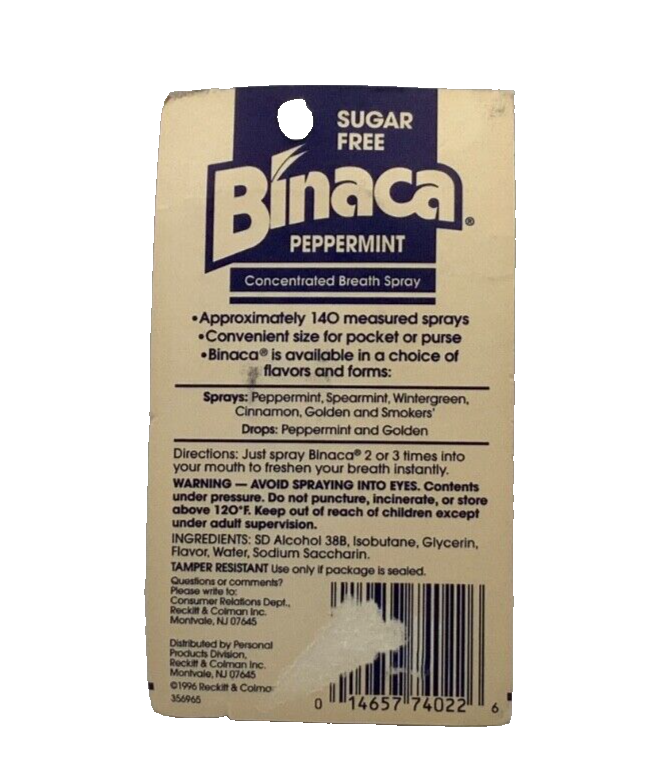 SUGAR
FREE
Binaca®
PEPPERMINT
Concentrated Breath Spray
•Approximately 140 measured sprays
•Convenient size for pocket or purse
•Binaca® is available in a choice of
flavors and forms:
Sprays: Peppermint, Spearmint, Wintergreen,
Cinnamon, Golden and Smokers'
Drops: Peppermint and Golden
Directions: Just spray Binaca® 2 or 3 times into
your mouth to freshen your breath instantly.
WARNING — AVOID SPRAYING INTO EYES. Contents
under pressure. Do not puncture, incinerate, or store
above 120°F. Keep out of reach of children except
under adult supervision.
INGREDIENTS: SD Alcohol 38B, Isobutane, Glycerin,
Flavor, Water, Sodium Saccharin.
TAMPER RESISTANT Use only if package is sealed.
Questions or comments?
Please write to:
Consumer Relations Dept.,
Reckitt & Colman Inc.
Montvale, NJ 07645
Distributed by Personal
Products Division,
Reckitt & Colman Inc.
Montvale, NJ 07645
©1996 Reckitt & Colma
356965
0 14657 74022 6